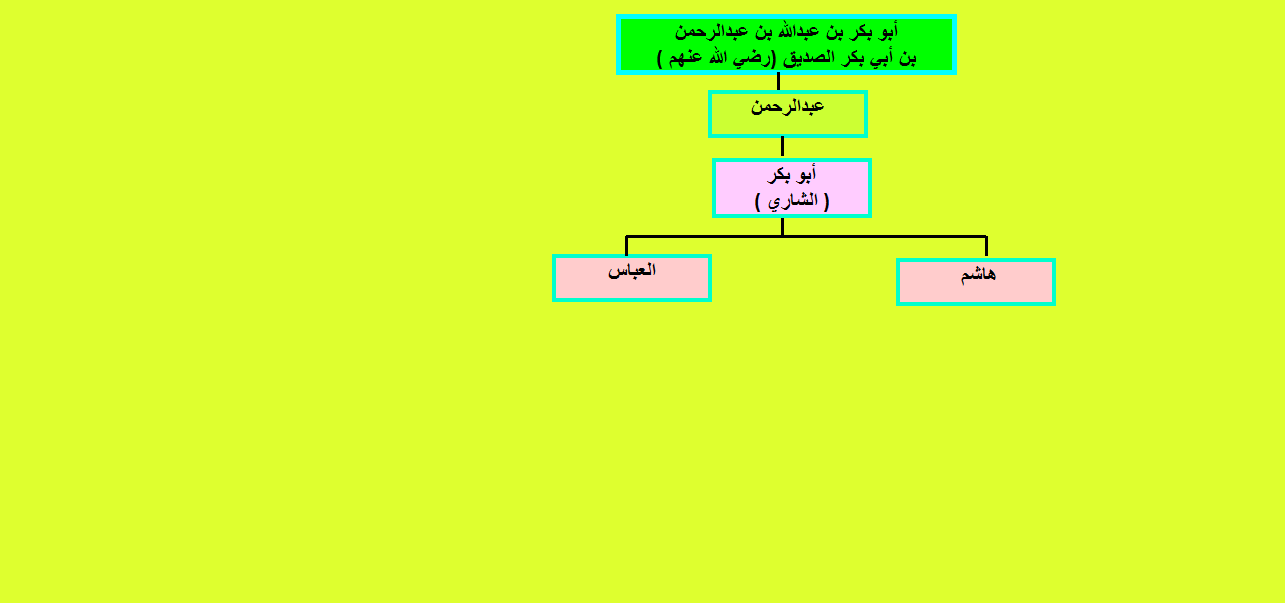 أبو بكر بن عبدالله بن عبدالرحمن
بن أبي بكر الصديق (رضي الله عنهم )
عبدالرحمن
أبو بكر
( الشاري )
هاشم
العباس